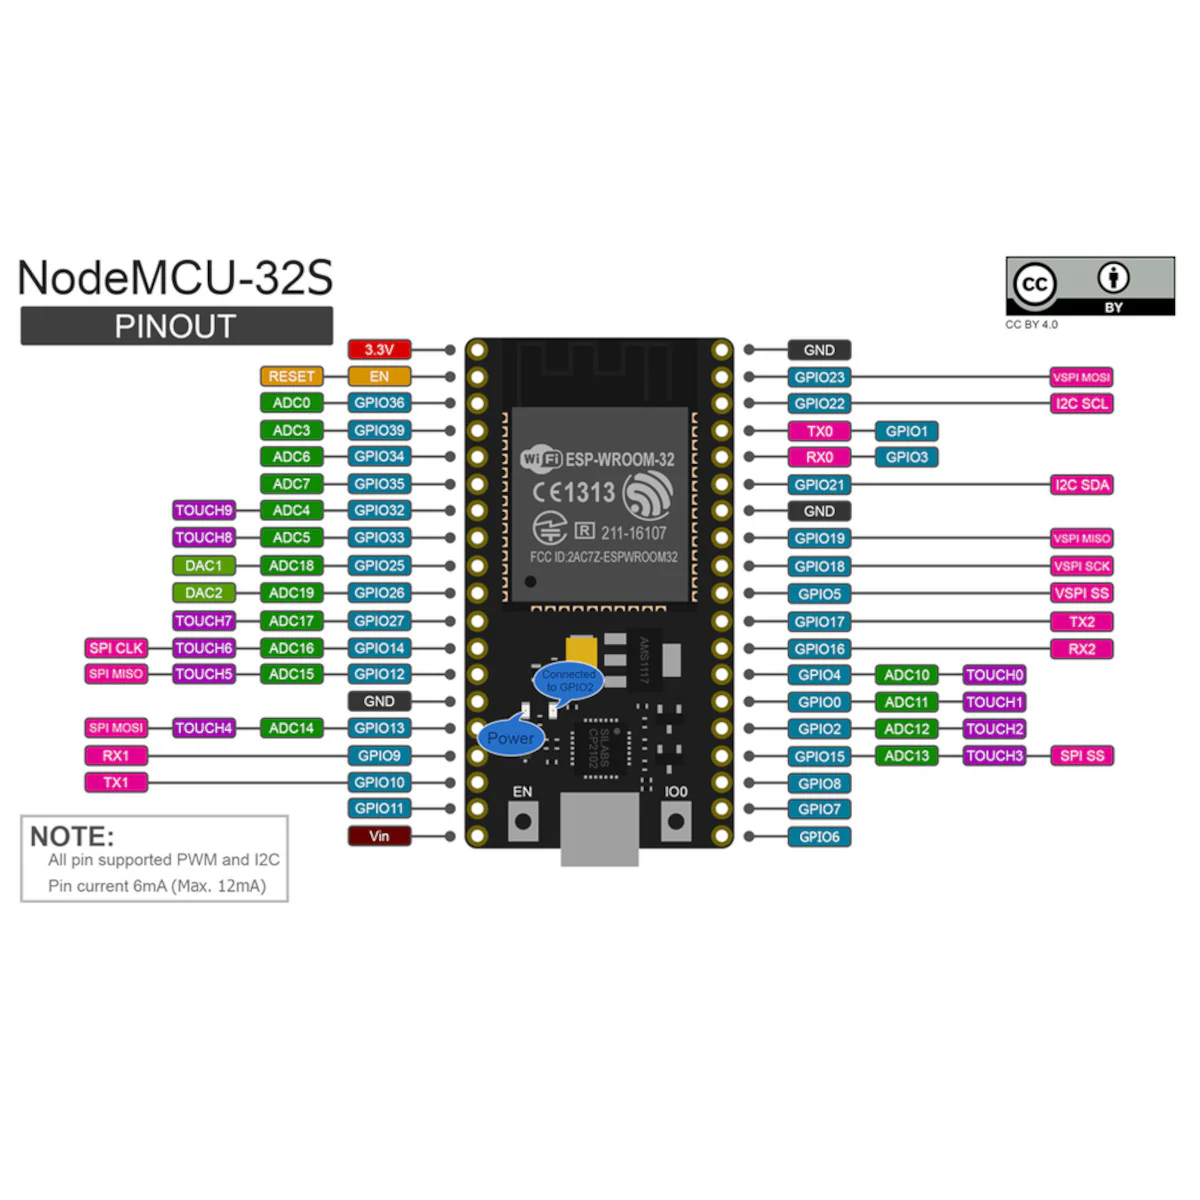 NodeMCU-32S
PINOUT
CC
BY
CC BY 4.0
3.3V
GND
RESET EN
GPIO23 VSPI MOSI
ADC0 GPIO36
GPIO22 I2C SCL
ADC3 GPIO39
TX0 GPIO1
ADC6 GPIO34
RX0 GPIO3
ADC7 GPIO35
GPIO21 I2C SDA
TOUCH9 ADC4 GPIO32
GND
TOUCH8 ADC5 GPIO33
GPIO19 VSPI MISO
DAC1 ADC18 GPIO25
GPIO18 VSPI SCK
DAC2 ADC19 GPIO26
GPIO5 VSPI SS
TOUCH7 ADC17 GPIO27
GPIO17 TX2
SPI CLK TOUCH6 ADC16 GPIO14
GPIO16 RX2
SPI MISO TOUCH5 ADC15 GPIO12
GPIO4 ADC10 TOUCH0
GND
GPIO0 ADC11 TOUCH1
SPI MOSI TOUCH4 ADC14 GPIO13
GPIO2 ADC12 TOUCH2
RX1 GPIO9
GPIO15 ADC13 TOUCH3 SPI SS
TX1 GPIO10
GPIO8
GPIO11
GPIO7
Vin
GPIO6
WiFi ESP-WROOM-32
CE1313
R 211-16107
FCC ID:2AC7Z-ESPWROOM32
AMS1117
Connected
to GPIO2
Power
SILABS
CP2102
EN
IO0
NOTE:
All pin supported PWM and I2C
Pin current 6mA (Max. 12mA)